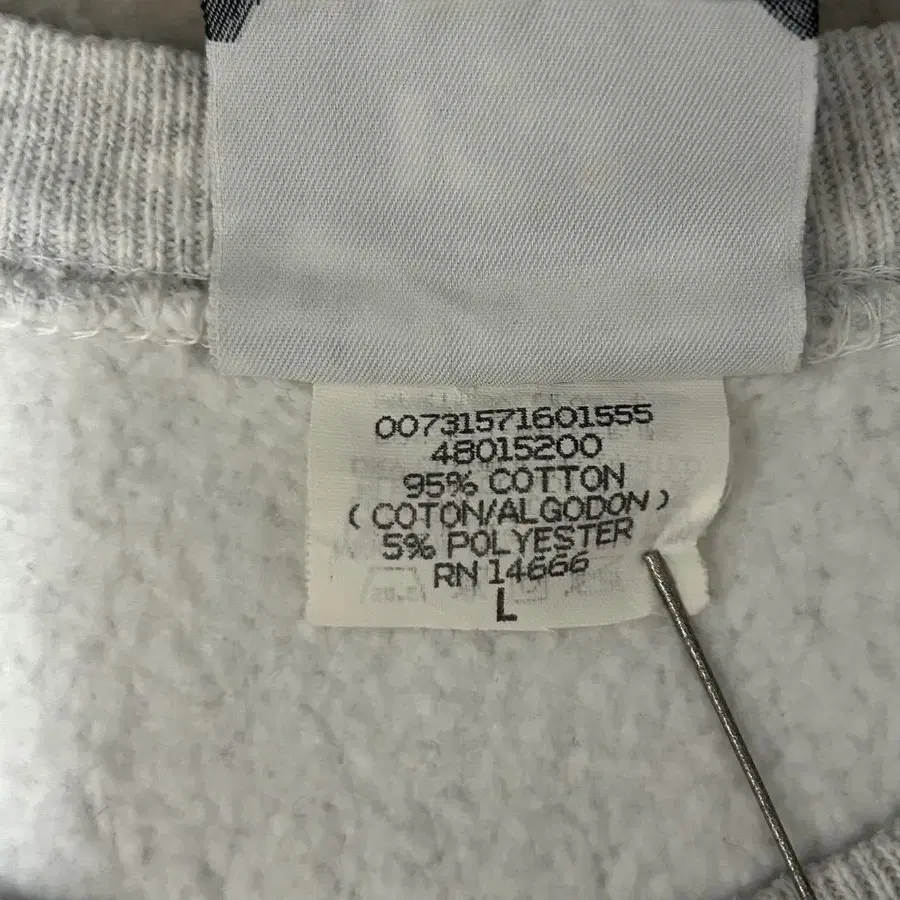 00731571601555
48015200
95% COTTON
( COTON/ALGODON )
5% POLYESTER
RN 14666
L